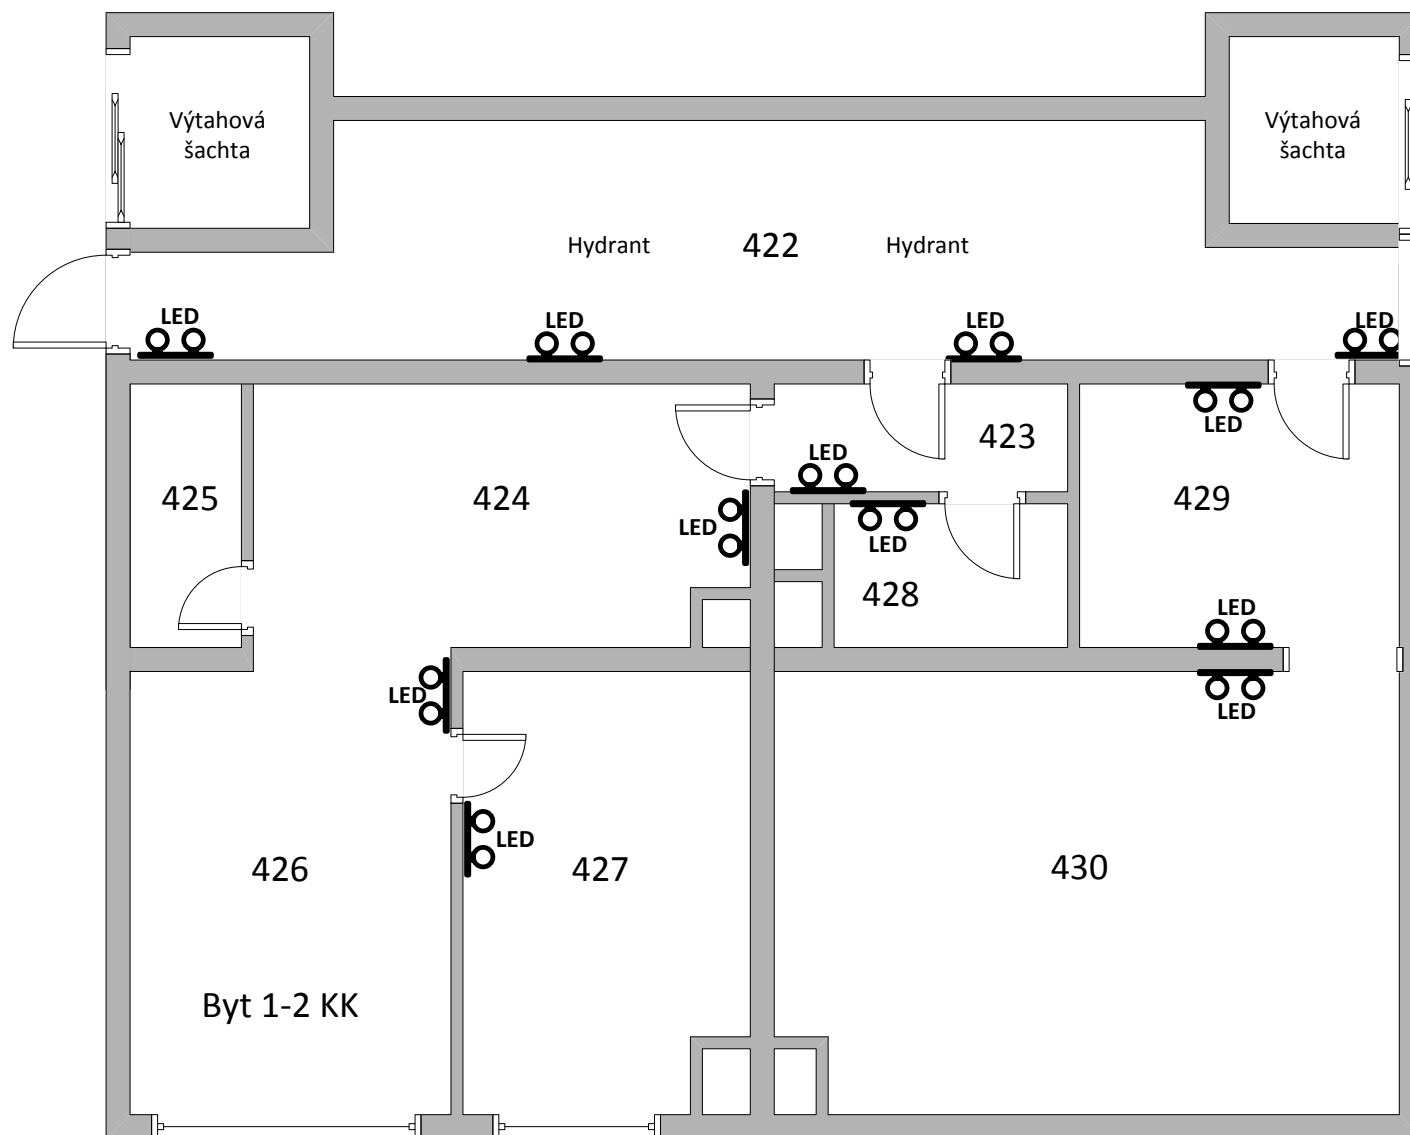 Výtahová
šachta
Výtahová
šachta
Hydrant
422
Hydrant
LED
LED
LED
LED
LED
423
LED
425
424
429
LED
LED
428
LED
LED
LED
LED
426
427
430
Byt 1-2 KK